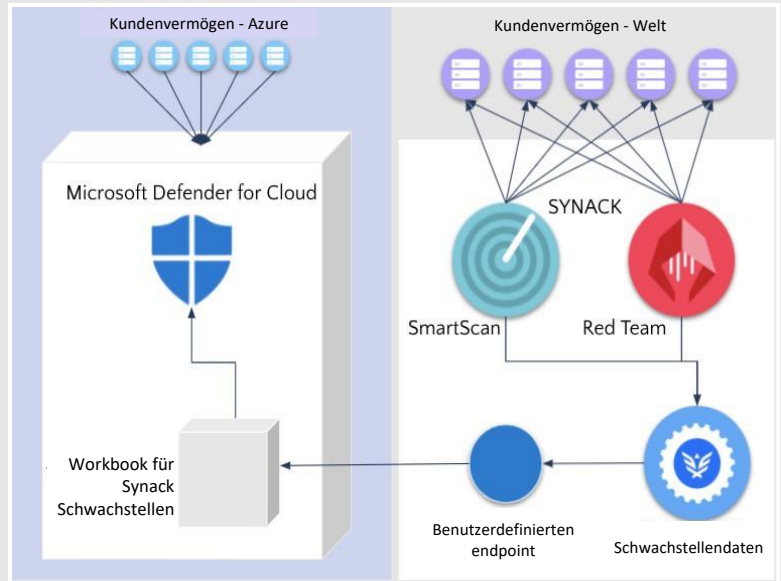 Kundenvermögen - Azure
Kundenvermögen - Welt
Microsoft Defender for Cloud
SYNACK
SmartScan
Red Team
Workbook für
Synack
Schwachstellen
Benutzerdefinierten
endpoint
Schwachstellendaten